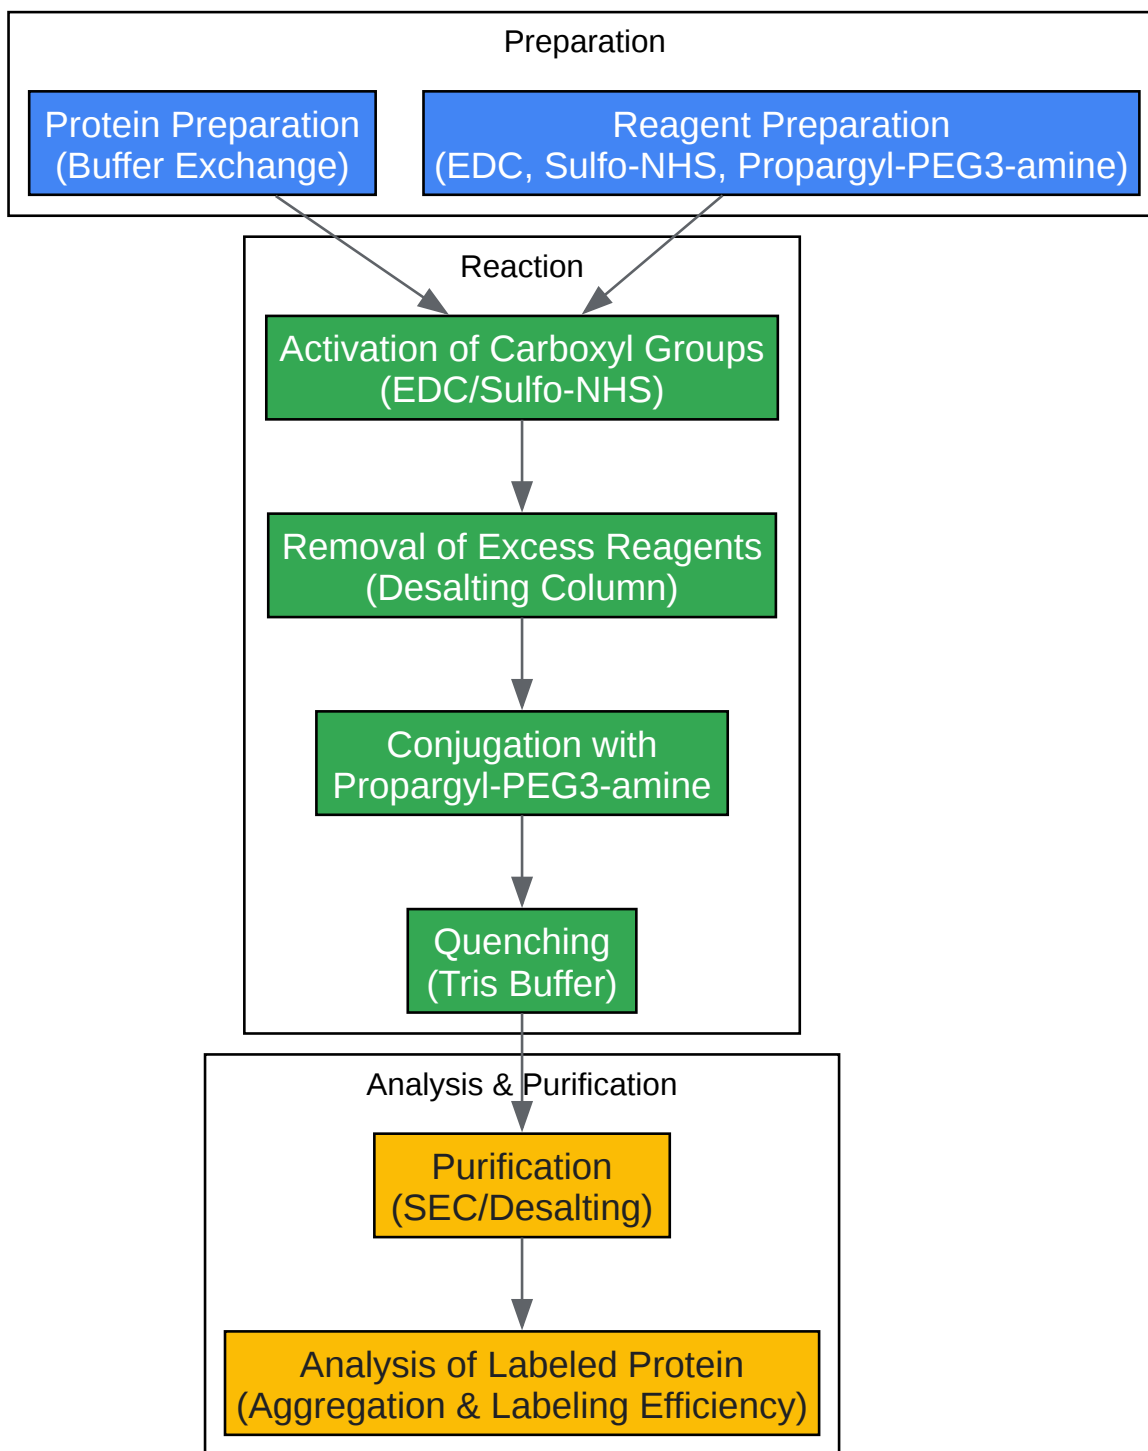 Preparation
Protein Preparation
(Buffer Exchange)
Reagent Preparation
(EDC, Sulfo-NHS, Propargyl-PEG3-amine)
Reaction
Activation of Carboxyl Groups
(EDC/Sulfo-NHS)
Removal of Excess Reagents
(Desalting Column)
Conjugation with
Propargyl-PEG3-amine
Quenching
(Tris Buffer)
Analysis & Purification
Purification
(SEC/Desalting)
Analysis of Labeled Protein
(Aggregation & Labeling Efficiency)